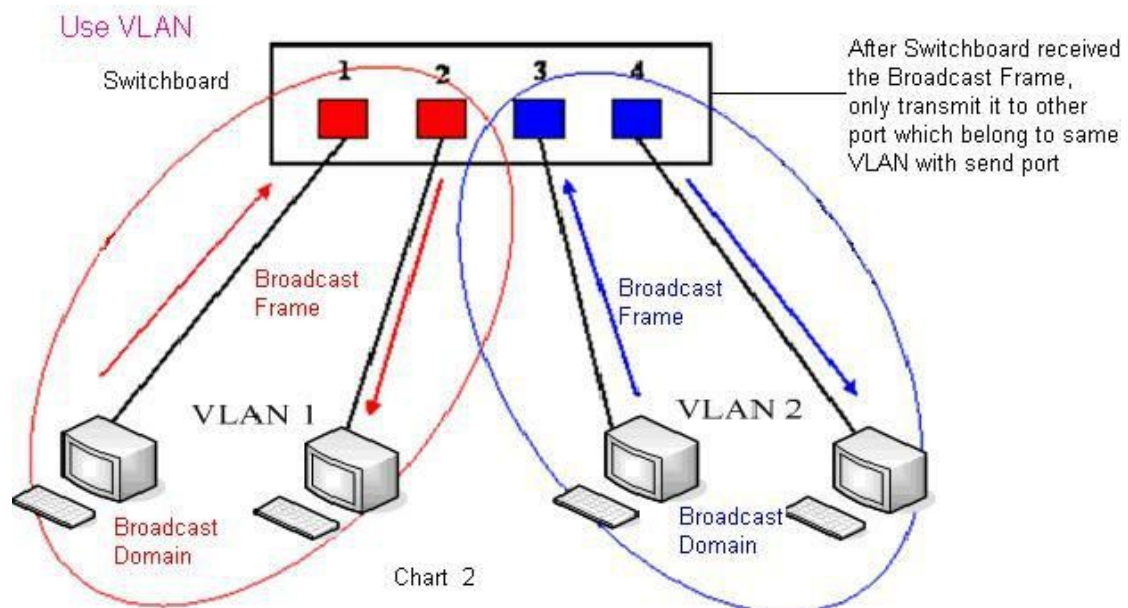 Use VLAN
Switchboard
1 2 3 4
After Switchboard received
the Broadcast Frame,
only transmit it to other
port which belong to same
VLAN with send port
Broadcast
Frame
Broadcast
Frame
VLAN 1
VLAN 2
Broadcast
Domain
Broadcast
Domain
Chart 2